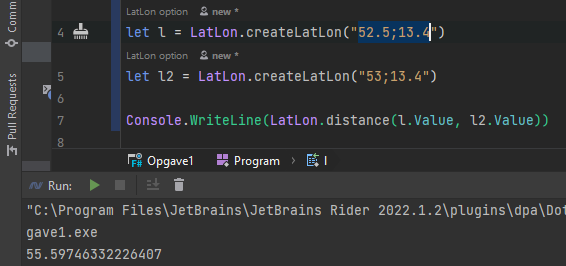 LatLon option new *
4 let l = LatLon.createLatLon("52.5;13.4")
LatLon option new *
5 let l2 = LatLon.createLatLon("53;13.4")
6
7 Console.WriteLine(LatLon.distance(l.Value, l2.Value))
8
Comm
Pull Requests
F# Opgave1 Program l
Run:
"C:\Program Files\JetBrains\JetBrains Rider 2022.1.2\plugins\dpa\Dot
gave1.exe
55.59746332226407